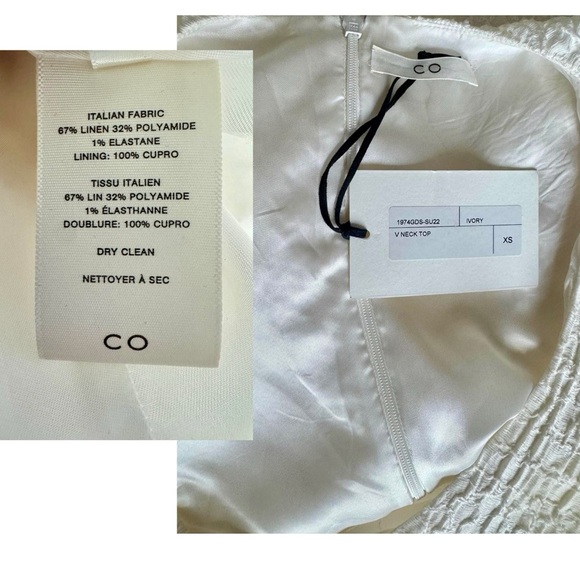 ITALIAN FABRIC
67% LINEN 32% POLYAMIDE
1% ELASTANE
LINING: 100% CUPRO
TISSU ITALIEN
67% LIN 32% POLYAMIDE
1% ÉLASTHANNE
DOUBLURE: 100% CUPRO
DRY CLEAN
NETTOYER À SEC
CO
CO
1974GDS-SU22 IVORY
V NECK TOP XS